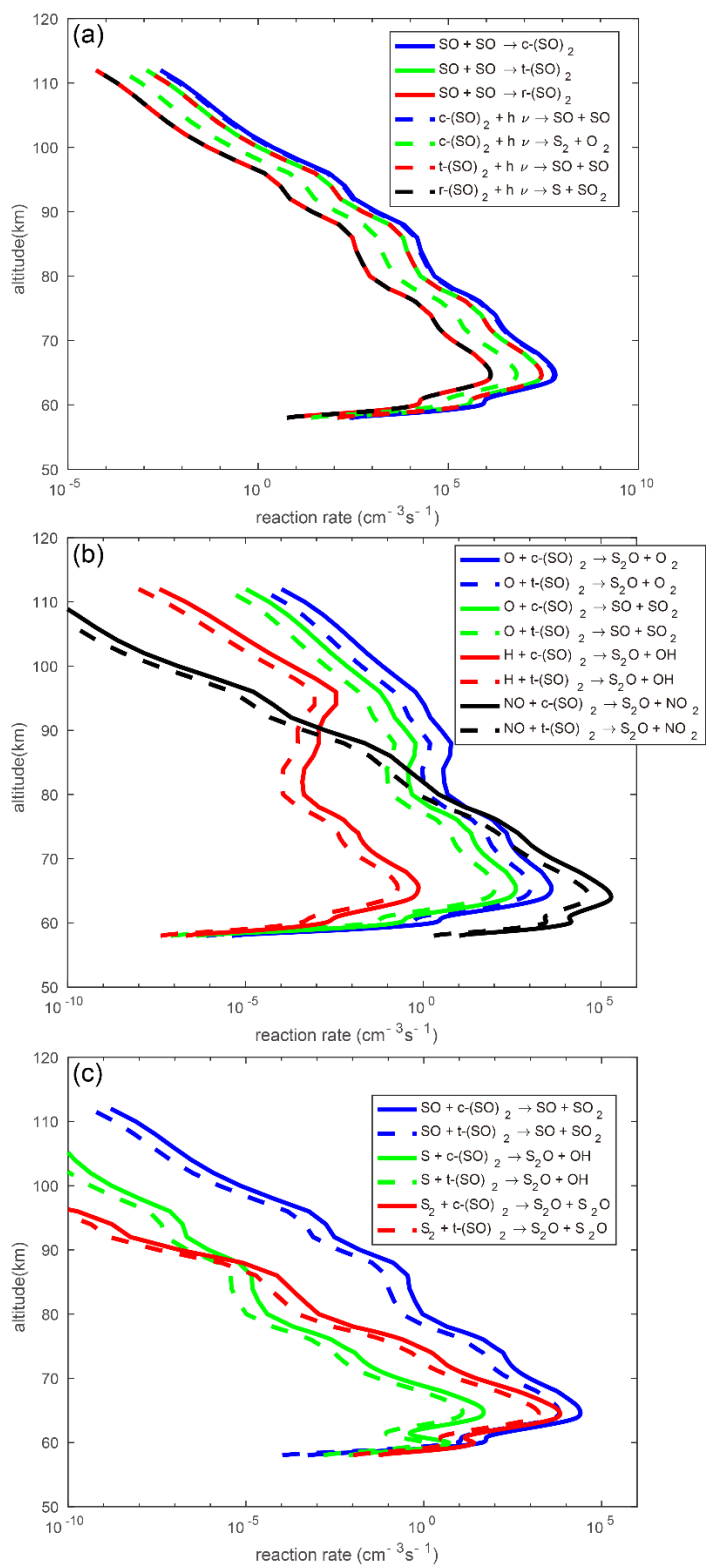 (a)
120
110
100
90
80
70
60
50
altitude(km)
SO + SO → c-(SO)₂
SO + SO → t-(SO)₂
SO + SO → r-(SO)₂
c-(SO)₂ + h ν → SO + SO
c-(SO)₂ + h ν → S₂ + O₂
t-(SO)₂ + h ν → SO + SO
r-(SO)₂ + h ν → S + SO₂
10⁻⁵ 10⁰ 10⁵ 10¹⁰
reaction rate (cm⁻³s⁻¹)
(b)
120
110
100
90
80
70
60
50
altitude(km)
O + c-(SO)₂ → S₂O + O₂
O + t-(SO)₂ → S₂O + O₂
O + c-(SO)₂ → SO + SO₂
O + t-(SO)₂ → SO + SO₂
H + c-(SO)₂ → S₂O + OH
H + t-(SO)₂ → S₂O + OH
NO + c-(SO)₂ → S₂O + NO₂
NO + t-(SO)₂ → S₂O + NO₂
10⁻¹⁰ 10⁻⁵ 10⁰ 10⁵
reaction rate (cm⁻³s⁻¹)
(c)
120
110
100
90
80
70
60
50
altitude(km)
SO + c-(SO)₂ → SO + SO₂
SO + t-(SO)₂ → SO + SO₂
S + c-(SO)₂ → S₂O + OH
S + t-(SO)₂ → S₂O + OH
S₂ + c-(SO)₂ → S₂O + S₂O
S₂ + t-(SO)₂ → S₂O + S₂O
10⁻¹⁰ 10⁻⁵ 10⁰ 10⁵
reaction rate (cm⁻³s⁻¹)